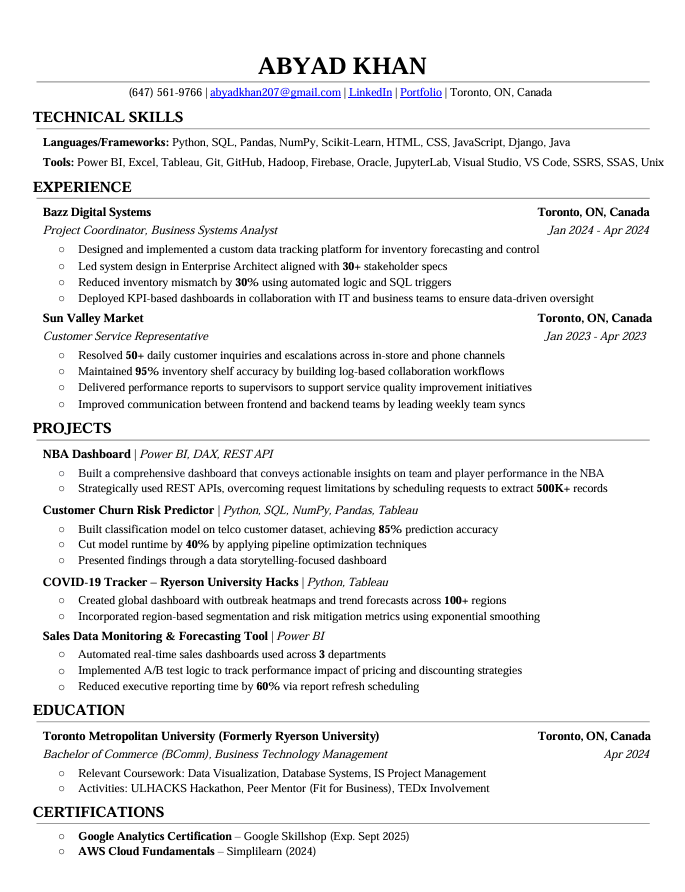 ABYAD KHAN
(647) 561-9766 | abyadkhan207@gmail.com | LinkedIn | Portfolio | Toronto, ON, Canada
TECHNICAL SKILLS
Languages/Frameworks: Python, SQL, Pandas, NumPy, Scikit-Learn, HTML, CSS, JavaScript, Django, Java
Tools: Power BI, Excel, Tableau, Git, GitHub, Hadoop, Firebase, Oracle, JupyterLab, Visual Studio, VS Code, SSRS, SSAS, Unix
EXPERIENCE
Bazz Digital Systems Toronto, ON, Canada
Project Coordinator, Business Systems Analyst Jan 2024 - Apr 2024
○ Designed and implemented a custom data tracking platform for inventory forecasting and control
○ Led system design in Enterprise Architect aligned with 30+ stakeholder specs
○ Reduced inventory mismatch by 30% using automated logic and SQL triggers
○ Deployed KPI-based dashboards in collaboration with IT and business teams to ensure data-driven oversight
Sun Valley Market Toronto, ON, Canada
Customer Service Representative Jan 2023 - Apr 2023
○ Resolved 50+ daily customer inquiries and escalations across in-store and phone channels
○ Maintained 95% inventory shelf accuracy by building log-based collaboration workflows
○ Delivered performance reports to supervisors to support service quality improvement initiatives
○ Improved communication between frontend and backend teams by leading weekly team syncs
PROJECTS
NBA Dashboard | Power BI, DAX, REST API
○ Built a comprehensive dashboard that conveys actionable insights on team and player performance in the NBA
○ Strategically used REST APIs, overcoming request limitations by scheduling requests to extract 500K+ records
Customer Churn Risk Predictor | Python, SQL, NumPy, Pandas, Tableau
○ Built classification model on telco customer dataset, achieving 85% prediction accuracy
○ Cut model runtime by 40% by applying pipeline optimization techniques
○ Presented findings through a data storytelling-focused dashboard
COVID-19 Tracker – Ryerson University Hacks | Python, Tableau
○ Created global dashboard with outbreak heatmaps and trend forecasts across 100+ regions
○ Incorporated region-based segmentation and risk mitigation metrics using exponential smoothing
Sales Data Monitoring & Forecasting Tool | Power BI
○ Automated real-time sales dashboards used across 3 departments
○ Implemented A/B test logic to track performance impact of pricing and discounting strategies
○ Reduced executive reporting time by 60% via report refresh scheduling
EDUCATION
Toronto Metropolitan University (Formerly Ryerson University) Toronto, ON, Canada
Bachelor of Commerce (BComm), Business Technology Management Apr 2024
○ Relevant Coursework: Data Visualization, Database Systems, IS Project Management
○ Activities: ULHACKS Hackathon, Peer Mentor (Fit for Business), TEDx Involvement
CERTIFICATIONS
○ Google Analytics Certification – Google Skillshop (Exp. Sept 2025)
○ AWS Cloud Fundamentals – Simplilearn (2024)